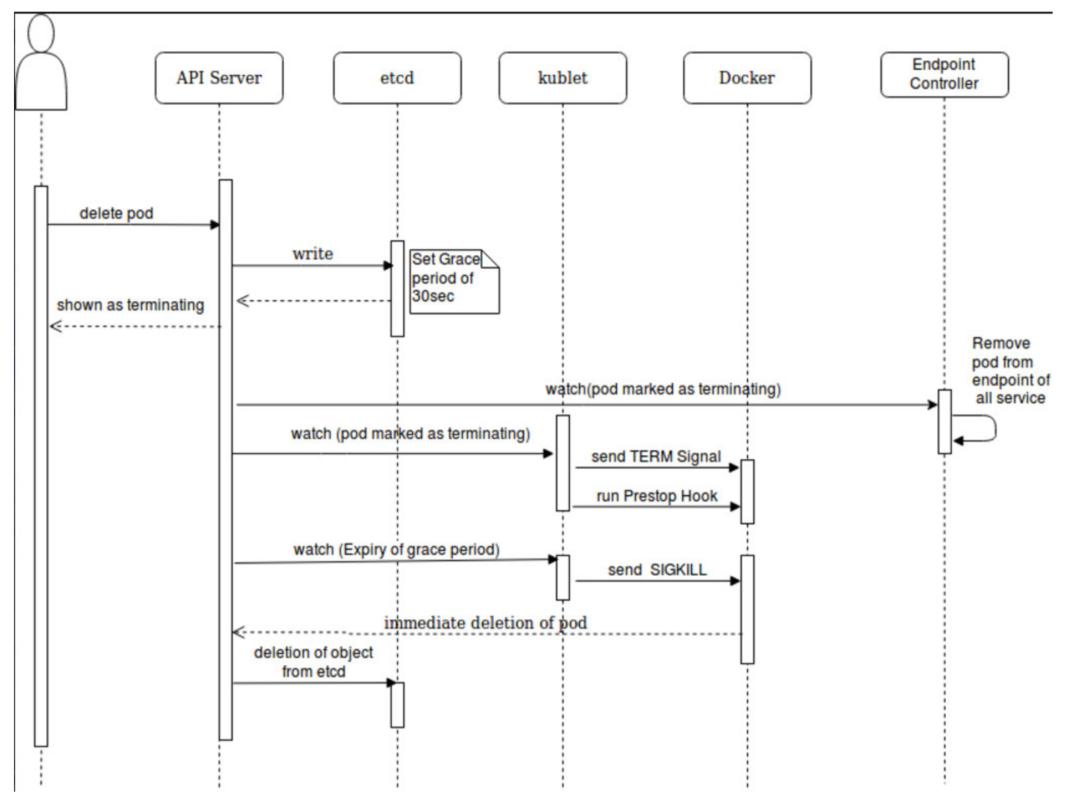 API Server
etcd
kublet
Docker
Endpoint
Controller
delete pod
write
Set Grace
period of
30sec
shown as terminating
Remove
pod from
endpoint of
all service
watch(pod marked as terminating)
watch (pod marked as terminating)
send TERM Signal
run Prestop Hook
watch (Expiry of grace period)
send SIGKILL
immediate deletion of pod
deletion of object
from etcd